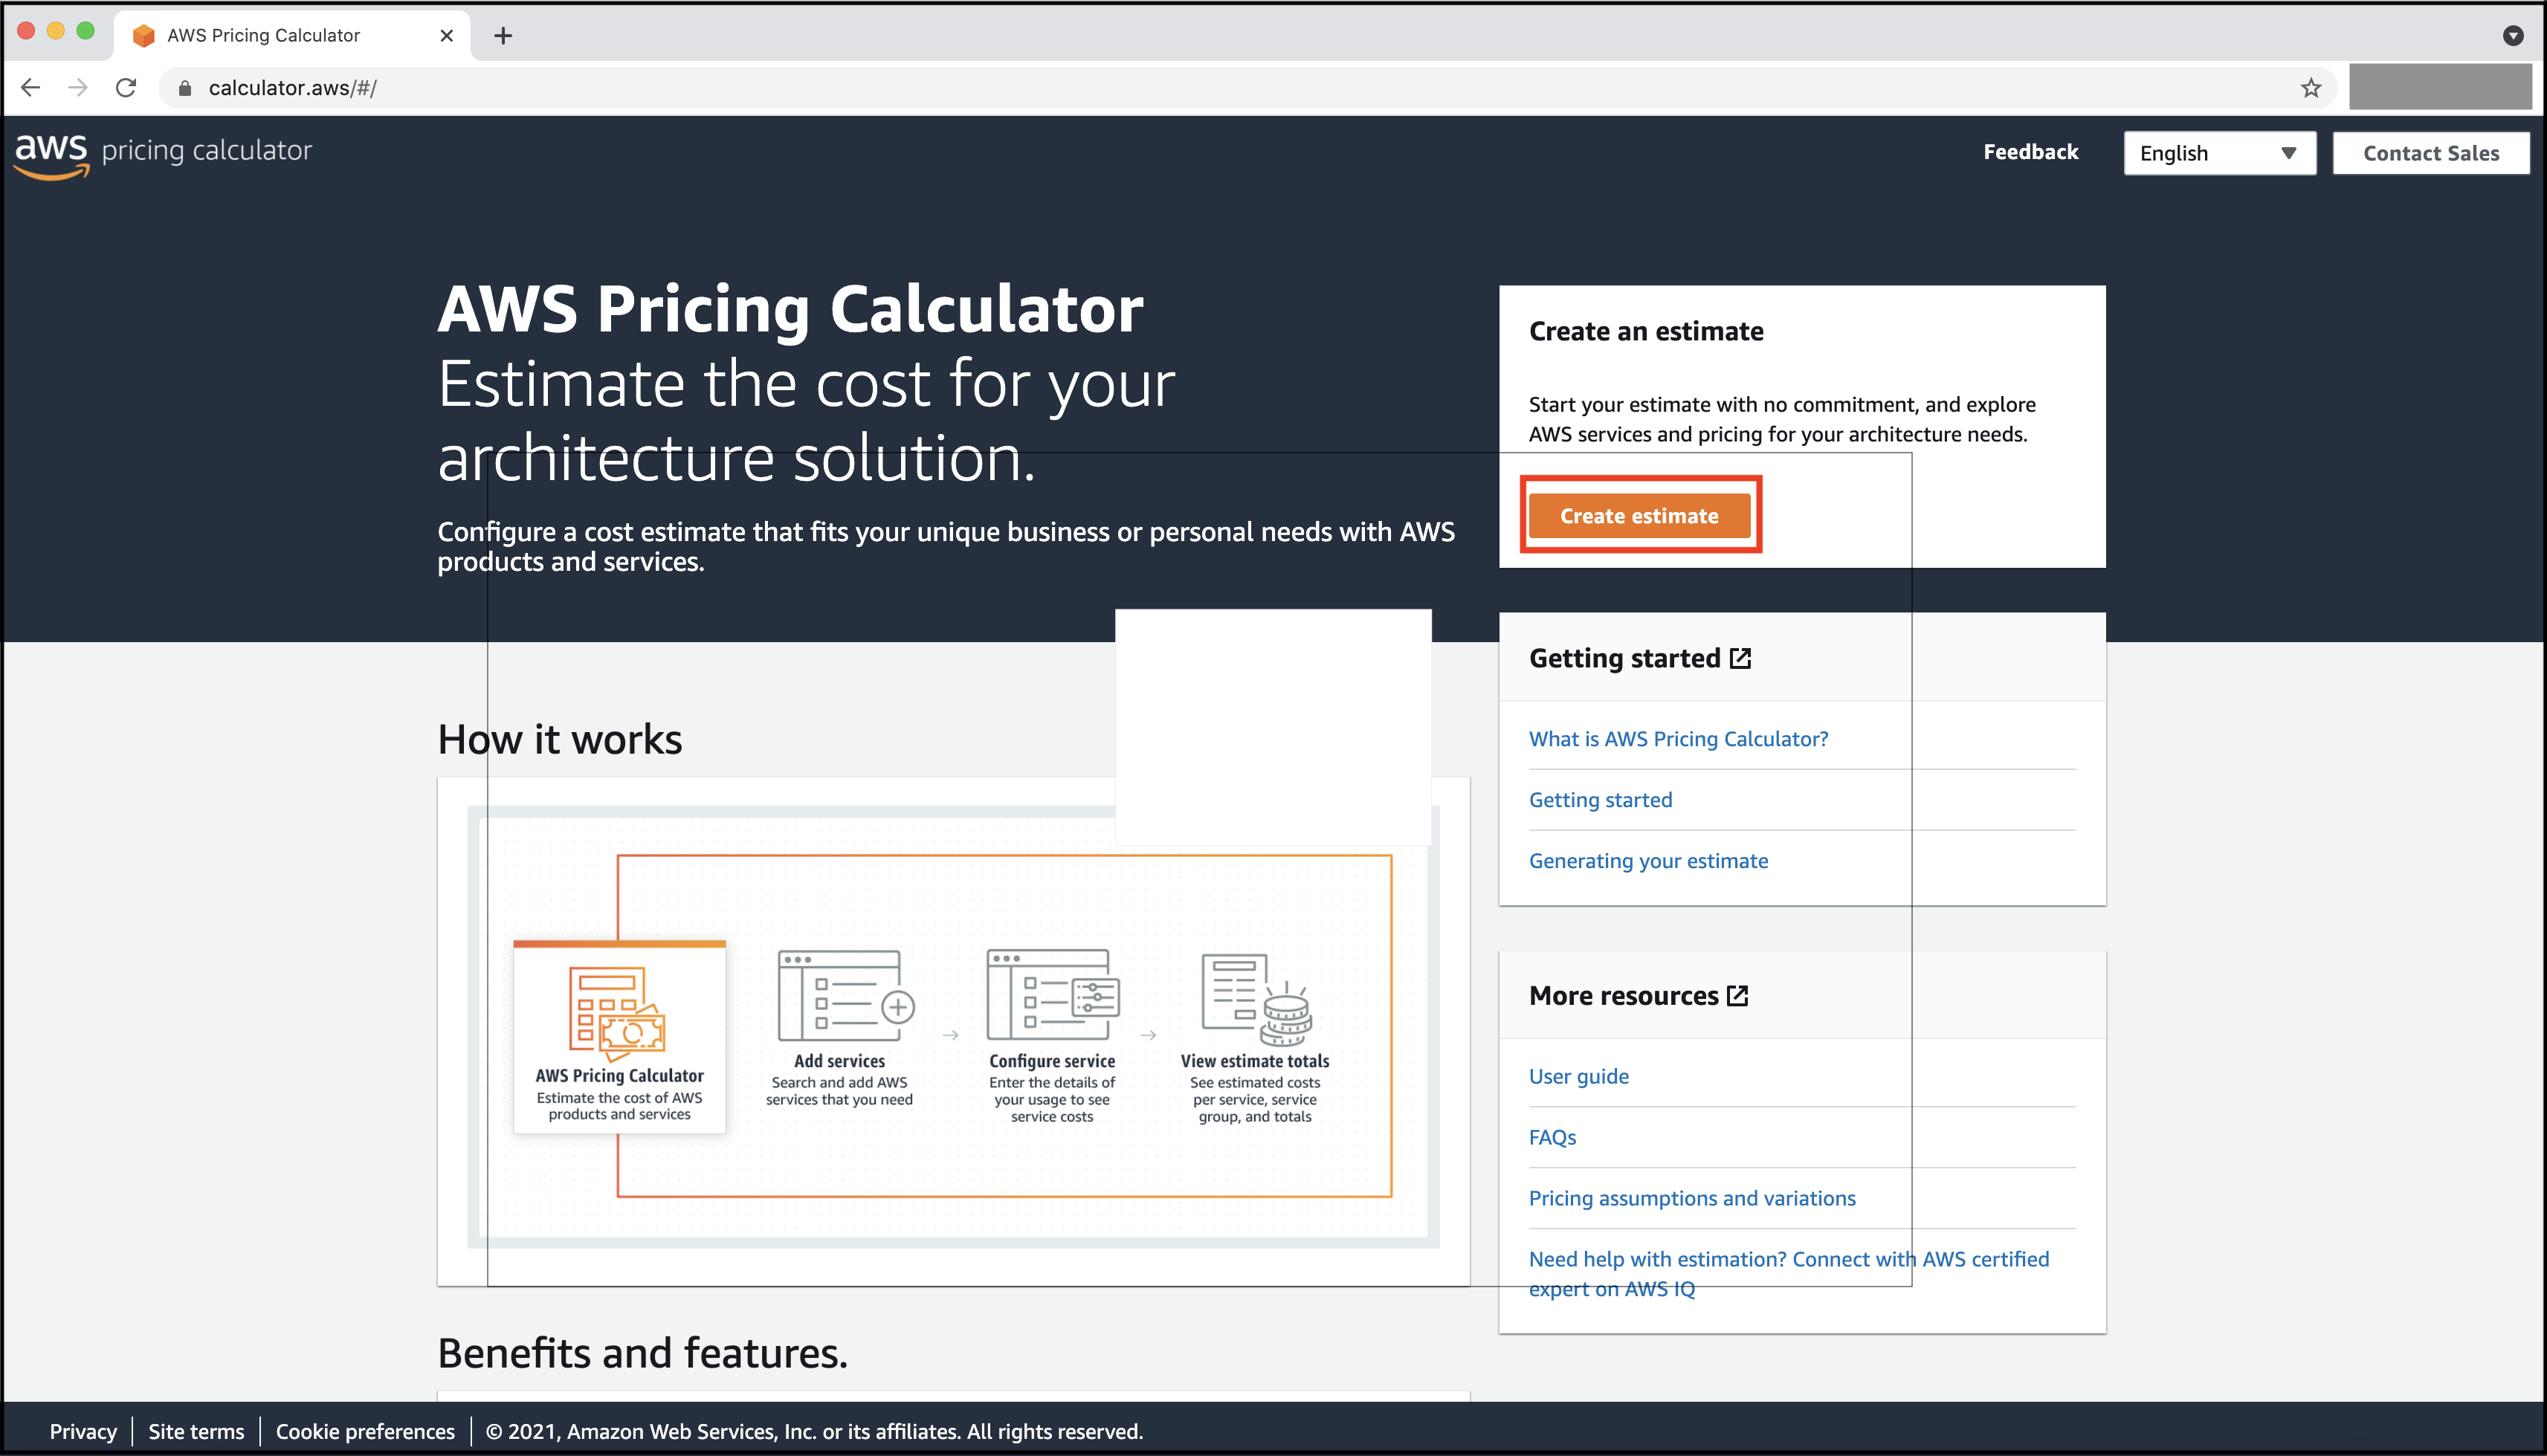 AWS Pricing Calculator
calculator.aws/#/
aws pricing calculator
Feedback
English
Contact Sales
AWS Pricing Calculator
Estimate the cost for your
architecture solution.
Configure a cost estimate that fits your unique business or personal needs with AWS
products and services.
Create an estimate
Start your estimate with no commitment, and explore
AWS services and pricing for your architecture needs.
Create estimate
Getting started
What is AWS Pricing Calculator?
Getting started
Generating your estimate
How it works
AWS Pricing Calculator
Estimate the cost of AWS
products and services
Add services
Search and add AWS
services that you need
Configure service
Enter the details of
your usage to see
service costs
View estimate totals
See estimated costs
per service, service
group, and totals
More resources
User guide
FAQs
Pricing assumptions and variations
Need help with estimation? Connect with AWS certified
expert on AWS IQ
Benefits and features.
Privacy
Site terms
Cookie preferences
© 2021, Amazon Web Services, Inc. or its affiliates. All rights reserved.